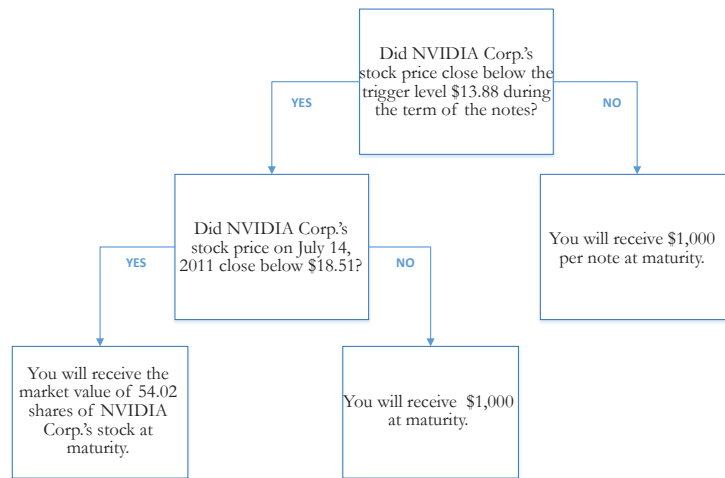 Did NVIDIA Corp.'s
stock price close below the
trigger level $13.88 during
the term of the notes?
YES
NO
Did NVIDIA Corp.'s
stock price on July 14,
2011 close below $18.51?
You will receive $1,000
per note at maturity.
YES
NO
You will receive the
market value of 54.02
shares of NVIDIA
Corp.'s stock at
maturity.
You will receive $1,000
at maturity.